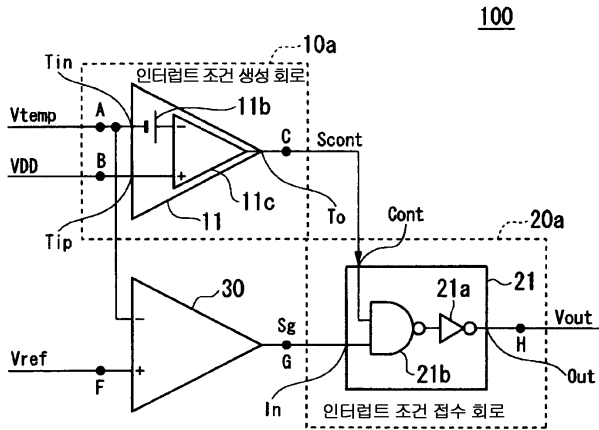 100
10a
Tin
인터럽트 조건 생성 회로
11b
Vtemp
A
C
Scont
VDD
B
11c
11
To
Cont
20a
Tip
30
21
21a
Sg
Vout
H
Vref
F
G
21b
In
Out
인터럽트 조건 접수 회로